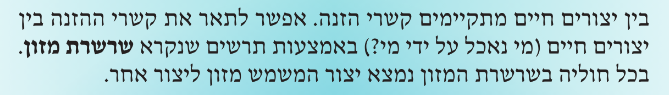 בין יצורים חיים מתקיימים קשרי הזנה. אפשר לתאר את קשרי ההזנה בין
יצורים חיים (מי נאכל על ידי מי?) באמצעות תרשים שנקרא שרשרת מזון.
בכל חוליה בשרשרת המזון נמצא יצור המשמש מזון ליצור אחר.